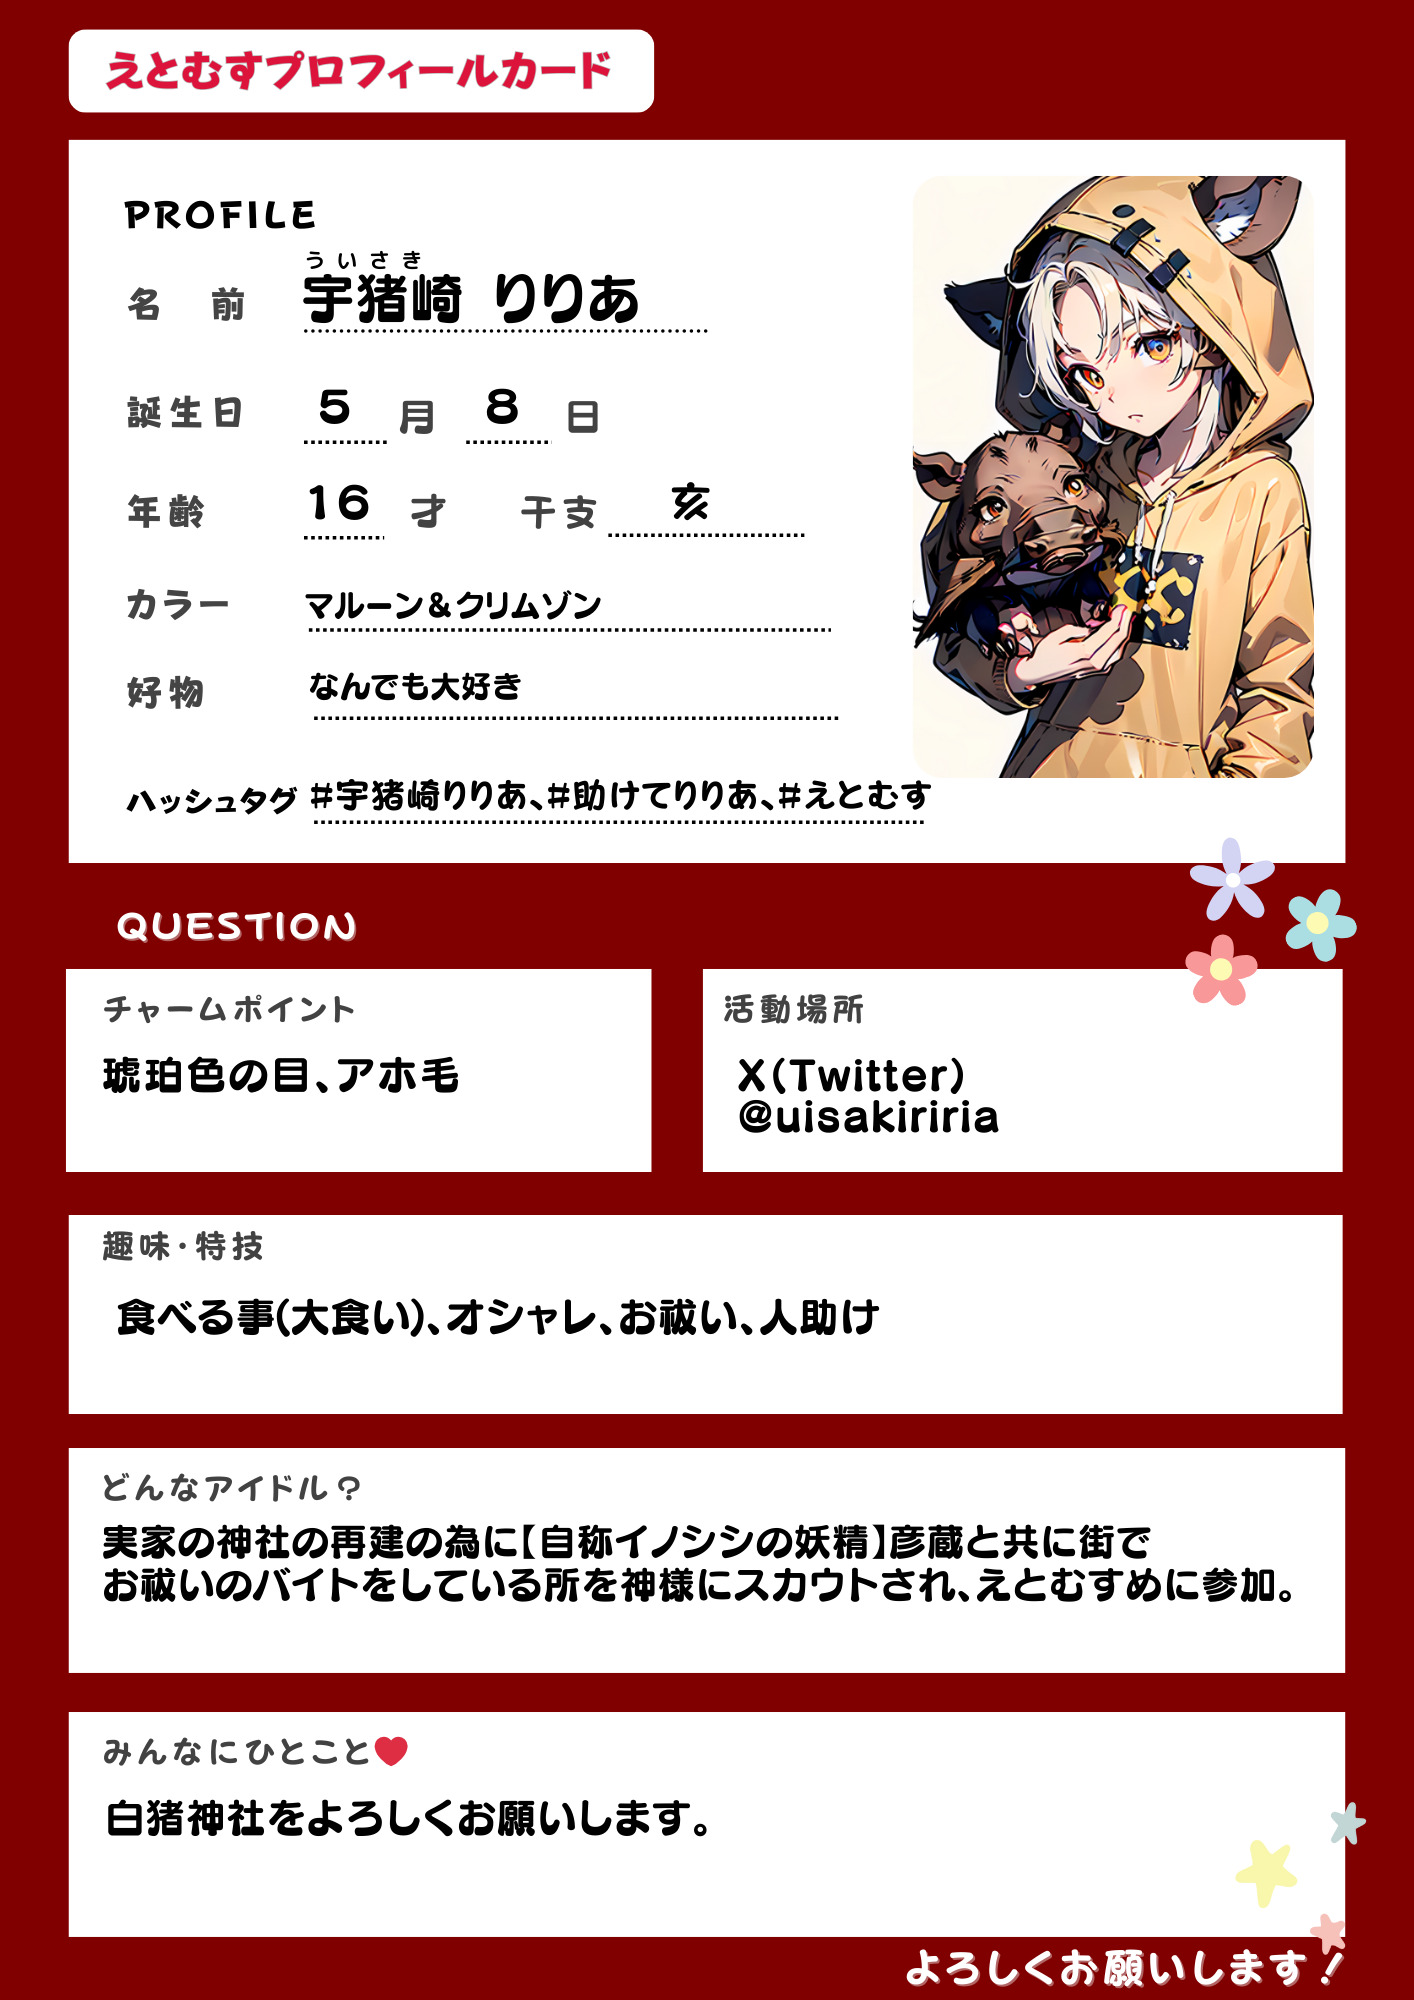 えとむすプロフィールカード
PROFILE
ういさき
名 前 宇猪崎 りりあ
誕生日 5 月 8 日
年齢 16 才 干支 亥
カラー マルーン&クリムゾン
好物 なんでも大好き
ハッシュタグ #宇猪崎りりあ、#助けてりりあ、#えとむす
QUESTION
チャームポイント
琥珀色の目、アホ毛
活動場所
X(Twitter)
@uisakiriria
趣味・特技
食べる事(大食い)、オシャレ、お祓い、人助け
どんなアイドル?
実家の神社の再建の為に【自称イノシシの妖精】彦蔵と共に街で
お祓いのバイトをしている所を神様にスカウトされ、えとむすめに参加。
みんなにひとこと❤
白猪神社をよろしくお願いします。
よろしくお願いします!